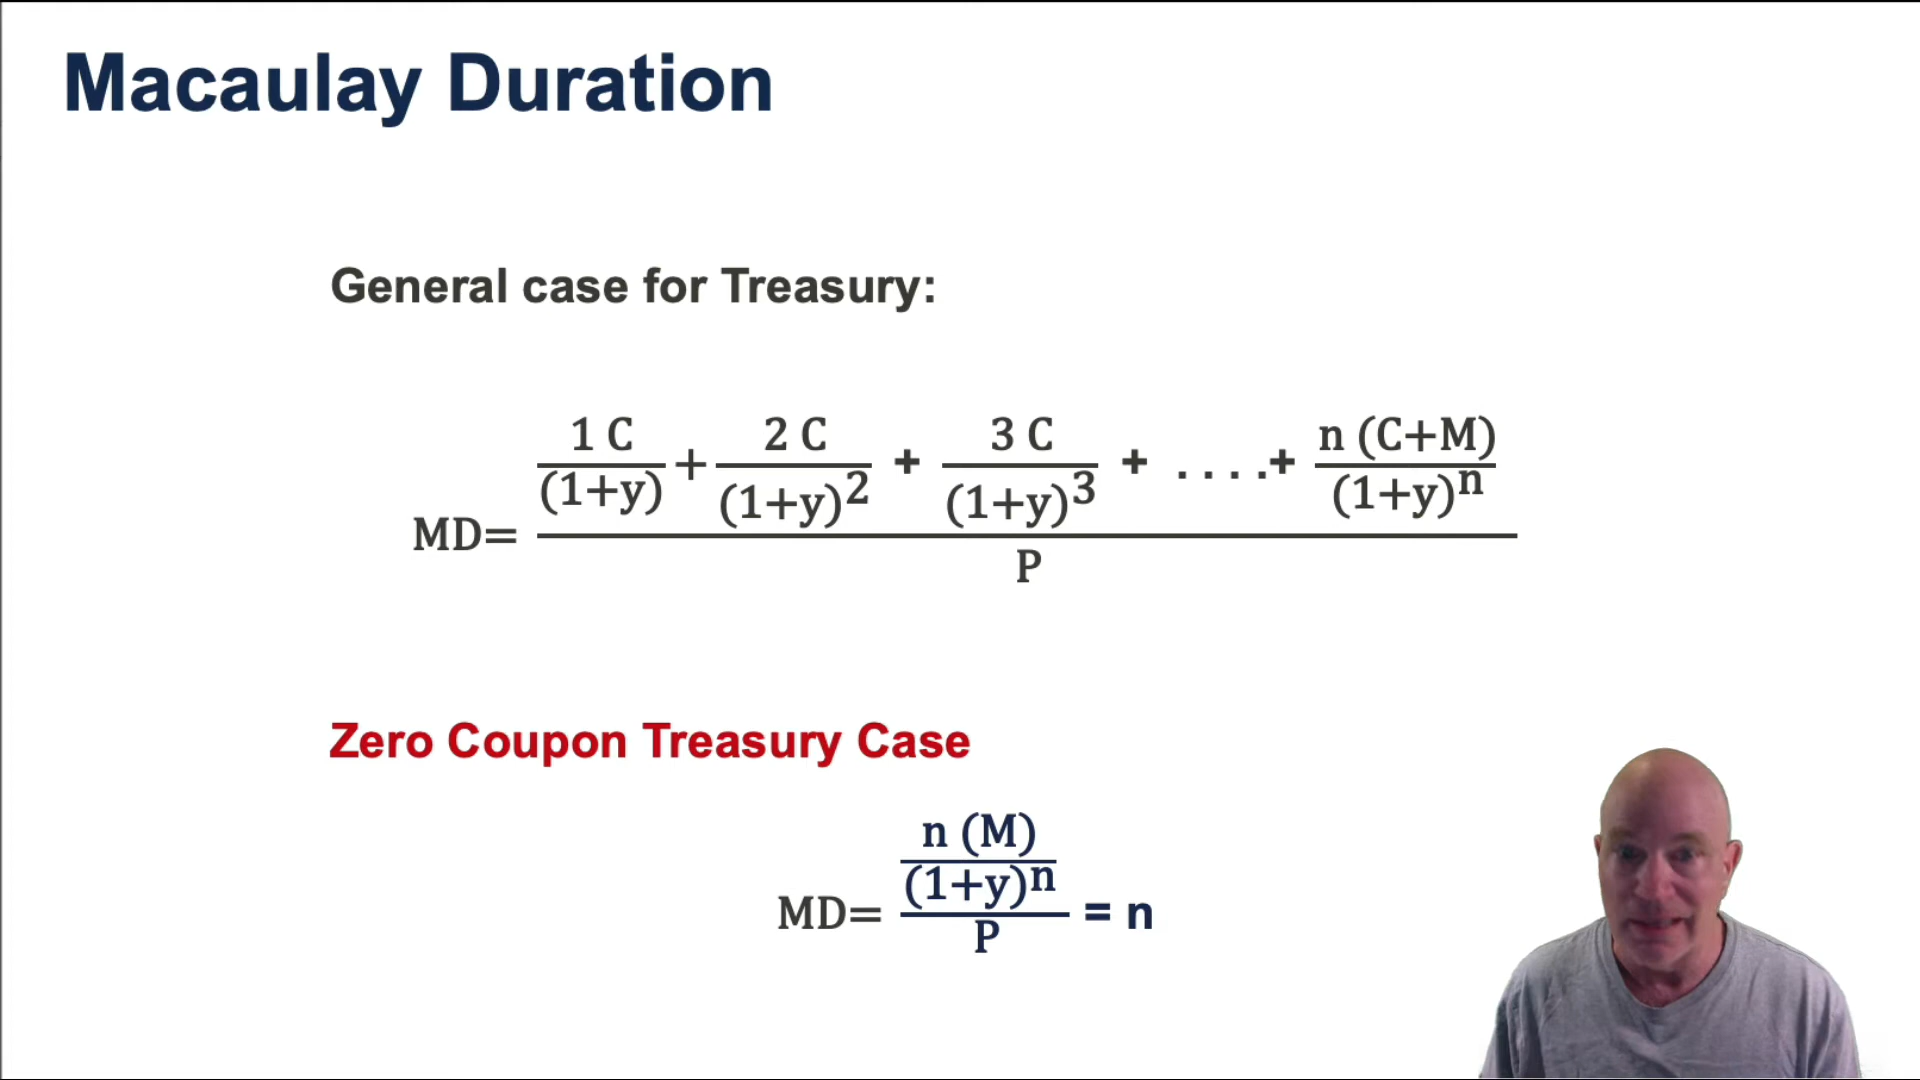 Macaulay Duration
General case for Treasury:
MD= 1 C/(1+y) + 2 C/(1+y)^2 + 3 C/(1+y)^3 + . . . .+ n (C+M)/(1+y)^n
P
Zero Coupon Treasury Case
n (M)
(1+y)^n
MD= = n
P